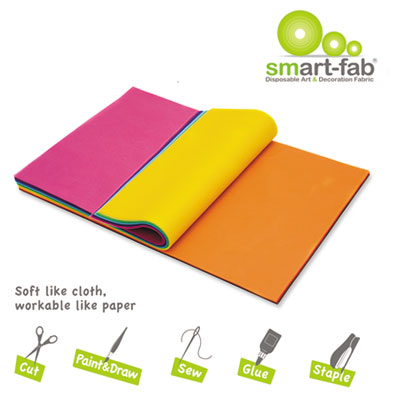 smart-fab®
Disposable Art & Decoration Fabric
Soft like cloth,
workable like paper
Cut
Paint&Draw
Sew
Glue
Staple